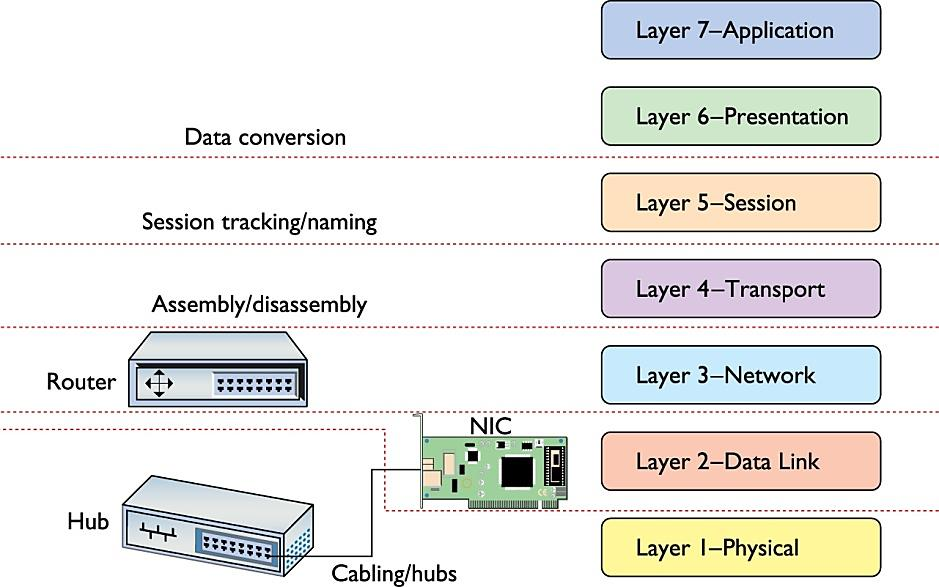 Layer 7–Application
Layer 6–Presentation
Data conversion
Layer 5–Session
Session tracking/naming
Layer 4–Transport
Assembly/disassembly
Router
Layer 3–Network
NIC
Layer 2–Data Link
Hub
Layer 1–Physical
Cabling/hubs